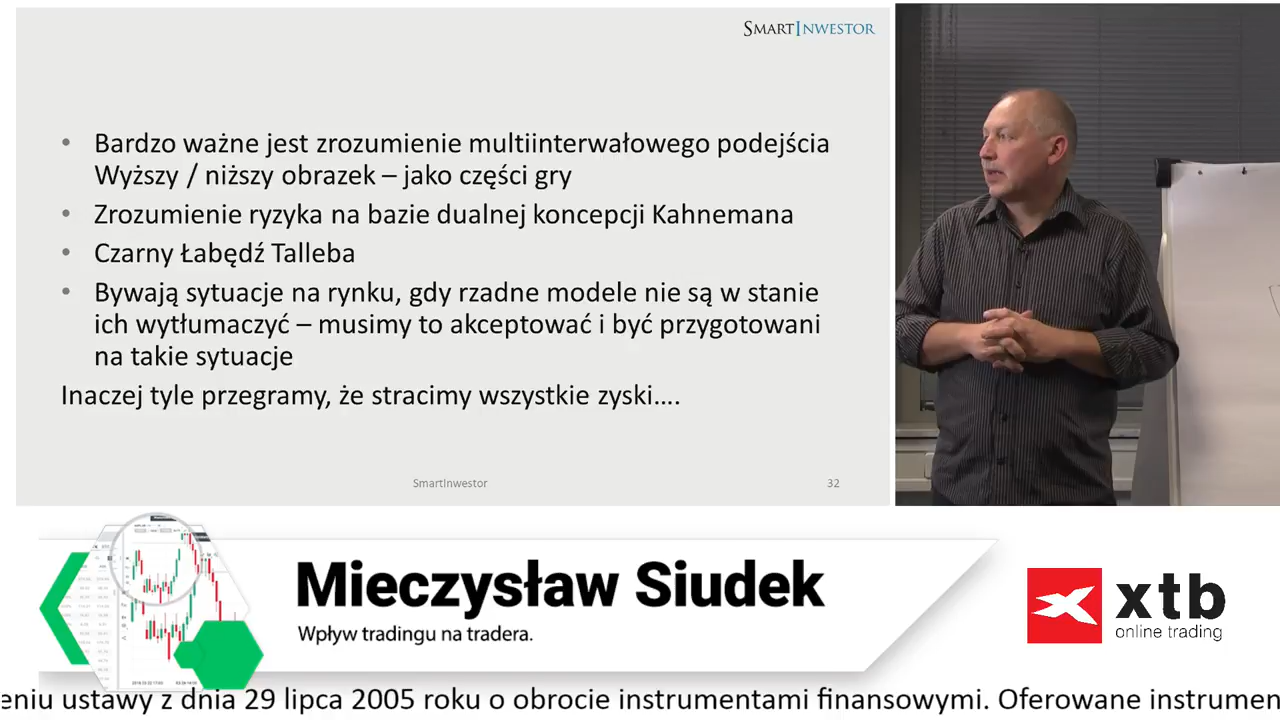 SmartInwestor
• Bardzo ważne jest zrozumienie multiinterwałowego podejścia
Wyższy / niższy obrazek – jako części gry
• Zrozumienie ryzyka na bazie dualnej koncepcji Kahnemana
• Czarny Łabędź Talleba
• Bywają sytuacje na rynku, gdy rzadne modele nie są w stanie
ich wytłumaczyć – musimy to akceptować i być przygotowani
na takie sytuacje
Inaczej tyle przegramy, że stracimy wszystkie zyski....
SmartInwestor
32
Mieczysław Siudek
Wpływ tradingu na tradera.
xtb
online trading
eniu ustawy z dnia 29 lipca 2005 roku o obrocie instrumentami finansowymi. Oferowane instrumen